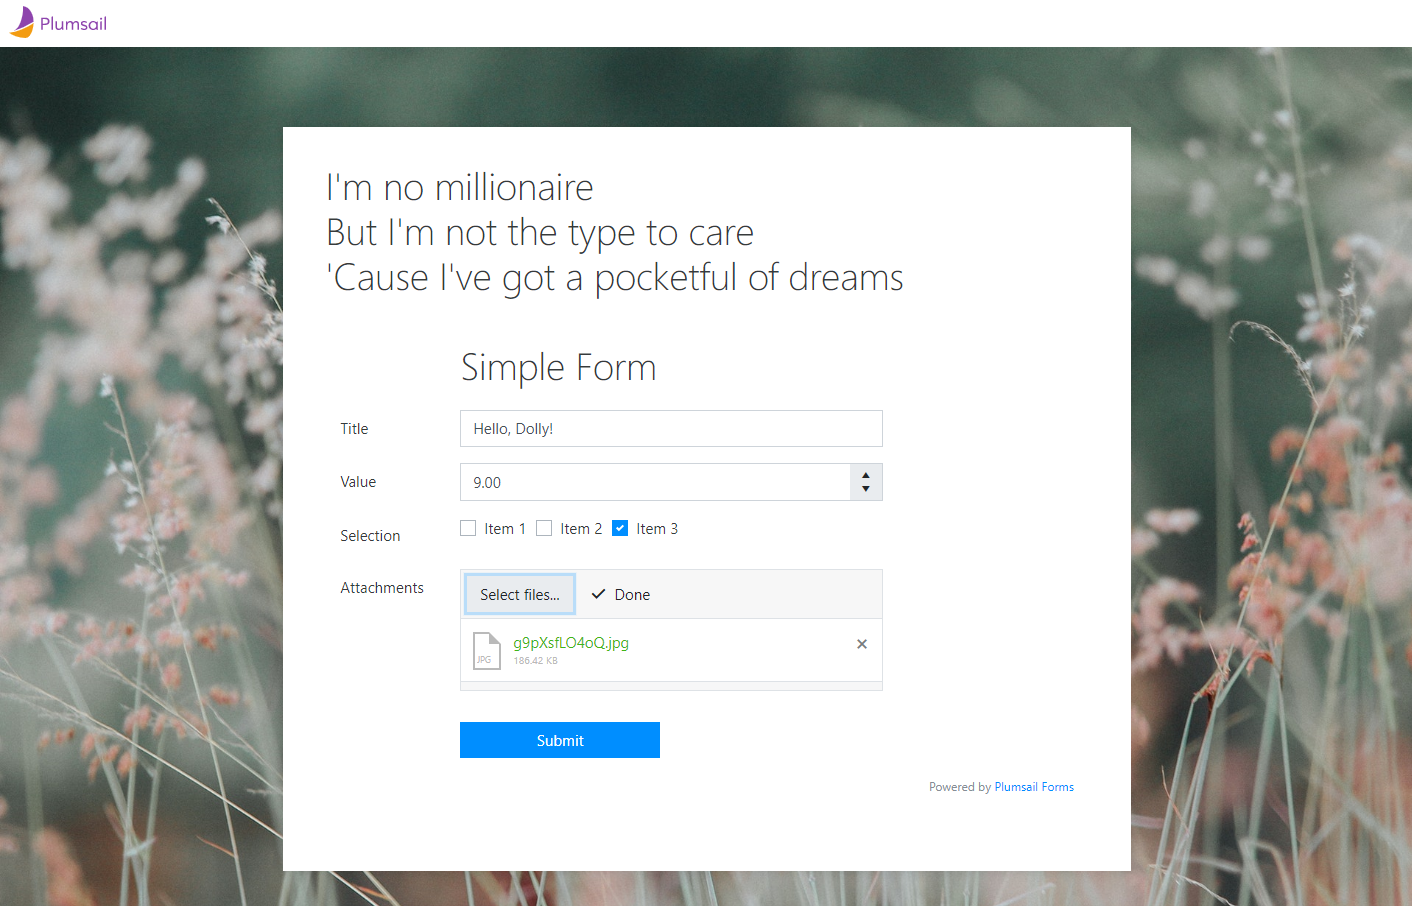 Plumsail
I'm no millionaire
But I'm not the type to care
'Cause I've got a pocketful of dreams
Simple Form
Title
Hello, Dolly!
Value
9.00
Selection
Item 1
Item 2
Item 3
Attachments
Select files...
Done
JPG
g9pXsfLO4oQ.jpg
186.42 KB
Submit
Powered by Plumsail Forms